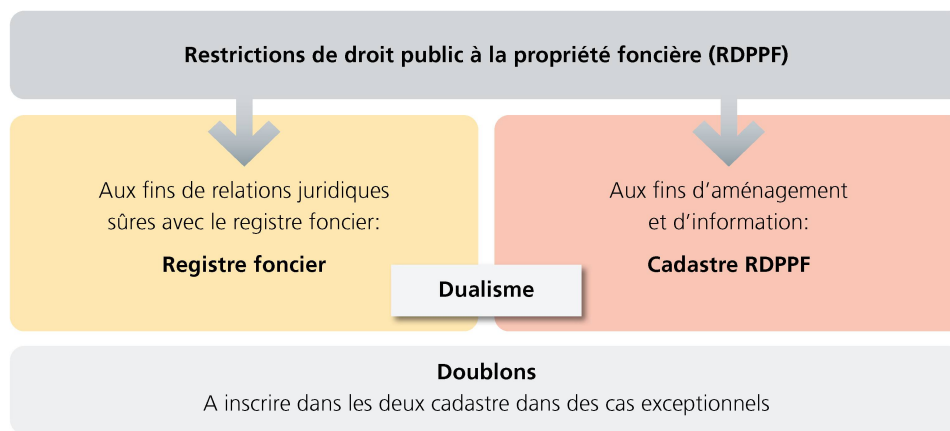 Restrictions de droit public à la propriété foncière (RDPPF)
Aux fins de relations juridiques
sûres avec le registre foncier:
Registre foncier
Aux fins d’aménagement
et d’information:
Cadastre RDPPF
Dualisme
Doublons
A inscrire dans les deux cadastre dans des cas exceptionnels